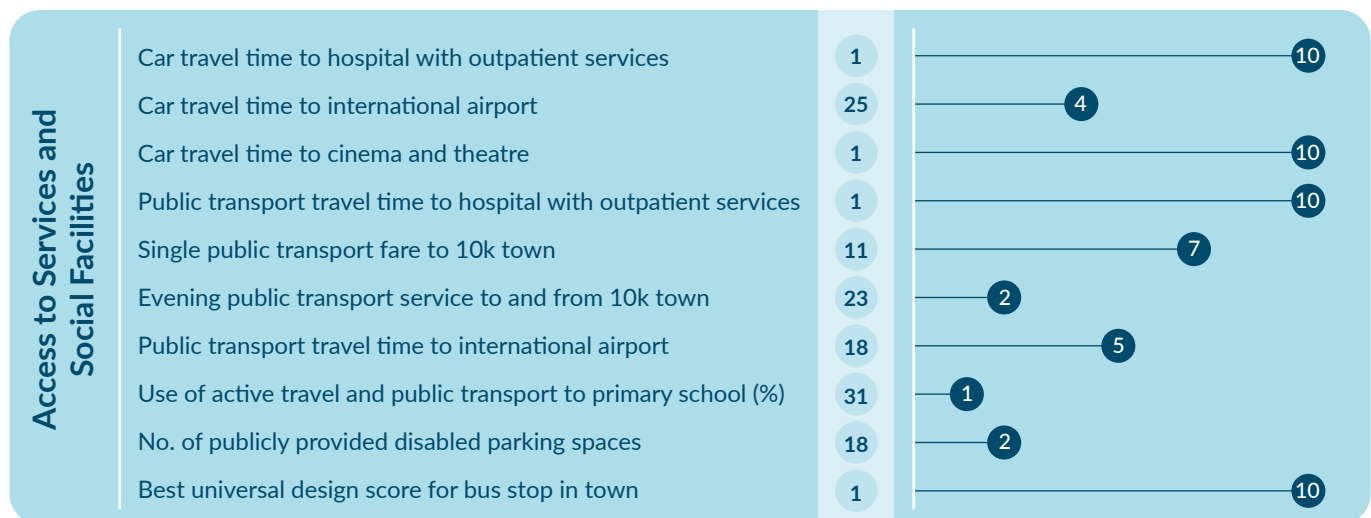 Access to Services and
Social Facilities
Car travel time to hospital with outpatient services 1 10
Car travel time to international airport 25 4
Car travel time to cinema and theatre 1 10
Public transport travel time to hospital with outpatient services 1 10
Single public transport fare to 10k town 11 7
Evening public transport service to and from 10k town 23 2
Public transport travel time to international airport 18 5
Use of active travel and public transport to primary school (%) 31 1
No. of publicly provided disabled parking spaces 18 2
Best universal design score for bus stop in town 1 10